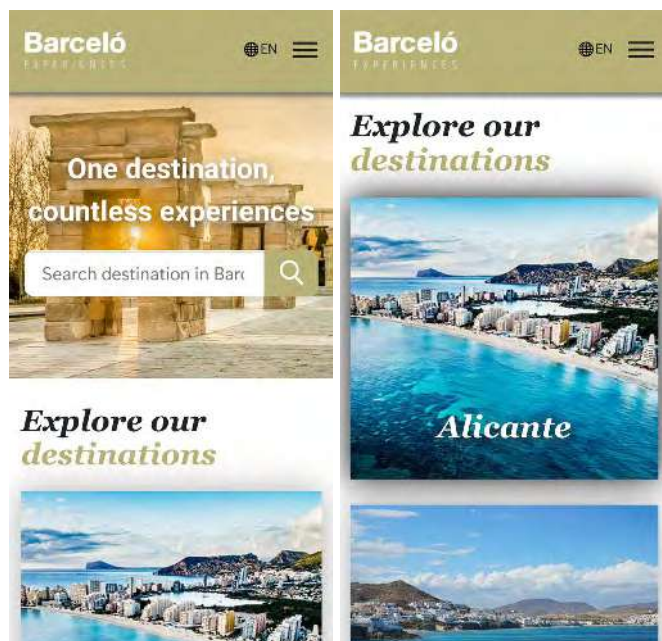 Barceló
EXPERIENCES
EN
One destination,
countless experiences
Search destination in Barc
Explore our
destinations
Barceló
EXPERIENCES
EN
Explore our
destinations
Alicante